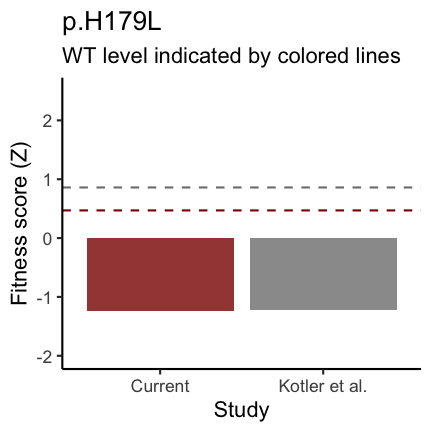 p.H179L
WT level indicated by colored lines
Fitness score (Z)
2
1
0
-1
-2
Current
Kotler et al.
Study